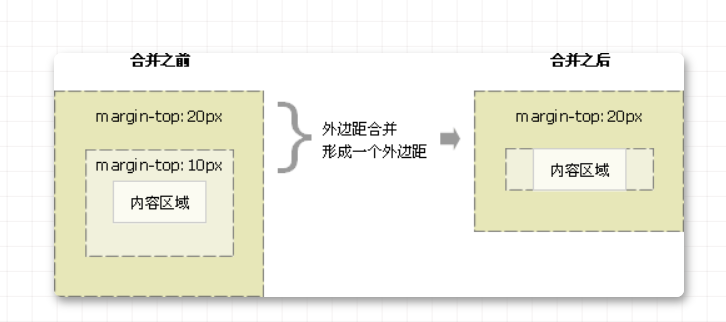 合并之前
合并之后
margin-top: 20px
margin-top: 10px
内容区域
外边距合并
形成一个外边距
margin-top: 20px
内容区域